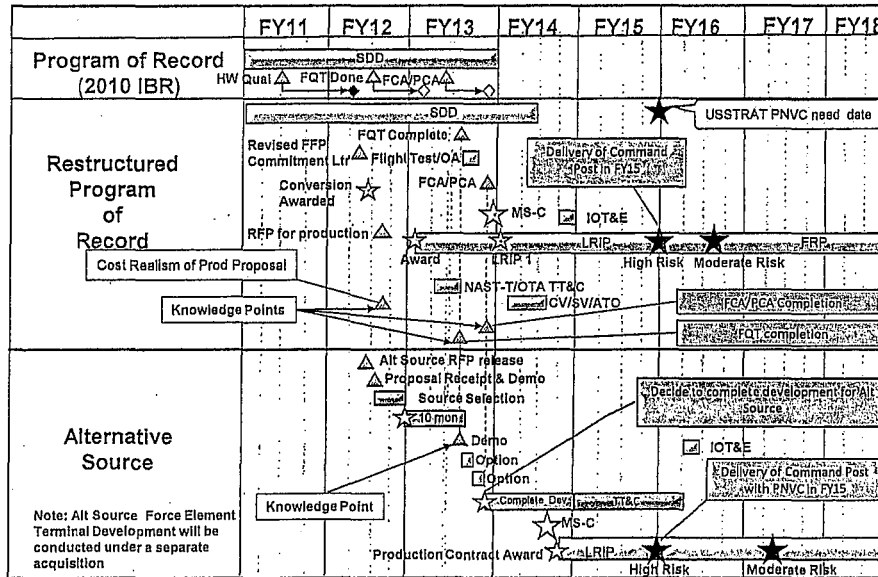 FY11 FY12 FY13 FY14 FY15 FY16 FY17 FY18
Program of Record
(2010 IBR)
SDD
HW Qual
FQT Done
FCA/PCA
Restructured
Program
of
Record
SDD
USSTRAT PNVC need date
FQT Complete
Revised FFP
Commitment Ltr
Flight Test/OA
Delivery of Command
Post in FY15
Conversion
Awarded
FCA/PCA
MS-C
IOT&E
RFP for production
LRIP
FRP
Award
LRIP 1
High Risk
Moderate Risk
Cost Realism of Prod Proposal
NAST-T/OTA TT&C
CV/SV/ATO
Knowledge Points
FCA/PCA Completion
FQT completion
Alternative
Source
Alt Source RFP release
Proposal Receipt & Demo
Source Selection
Decide to complete development for Alt
Source
10 mon
Demo
IOT&E
Option
Option
Delivery of Command Post
with PNVC in FY15
Knowledge Point
Complete Dev
TT&C
MS-C
Note: Alt Source Force Element
Terminal Development will be
conducted under a separate
acquisition
Production Contract Award
LRIP
High Risk
Moderate Risk